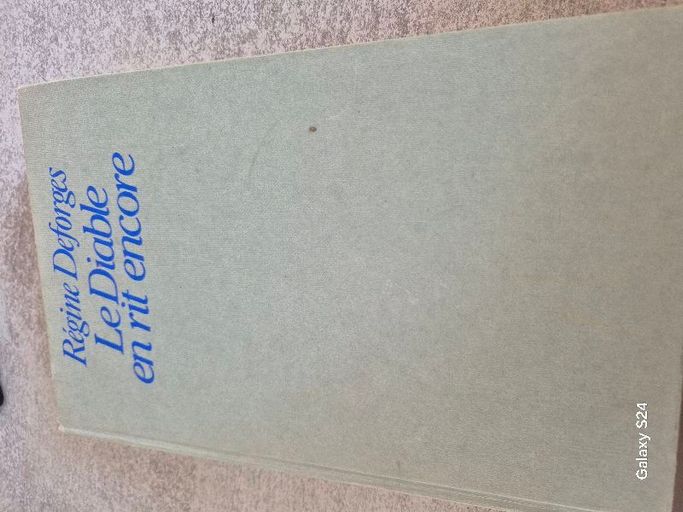 Régine Deforges
Le Diable
en rit encore
Galaxy S24